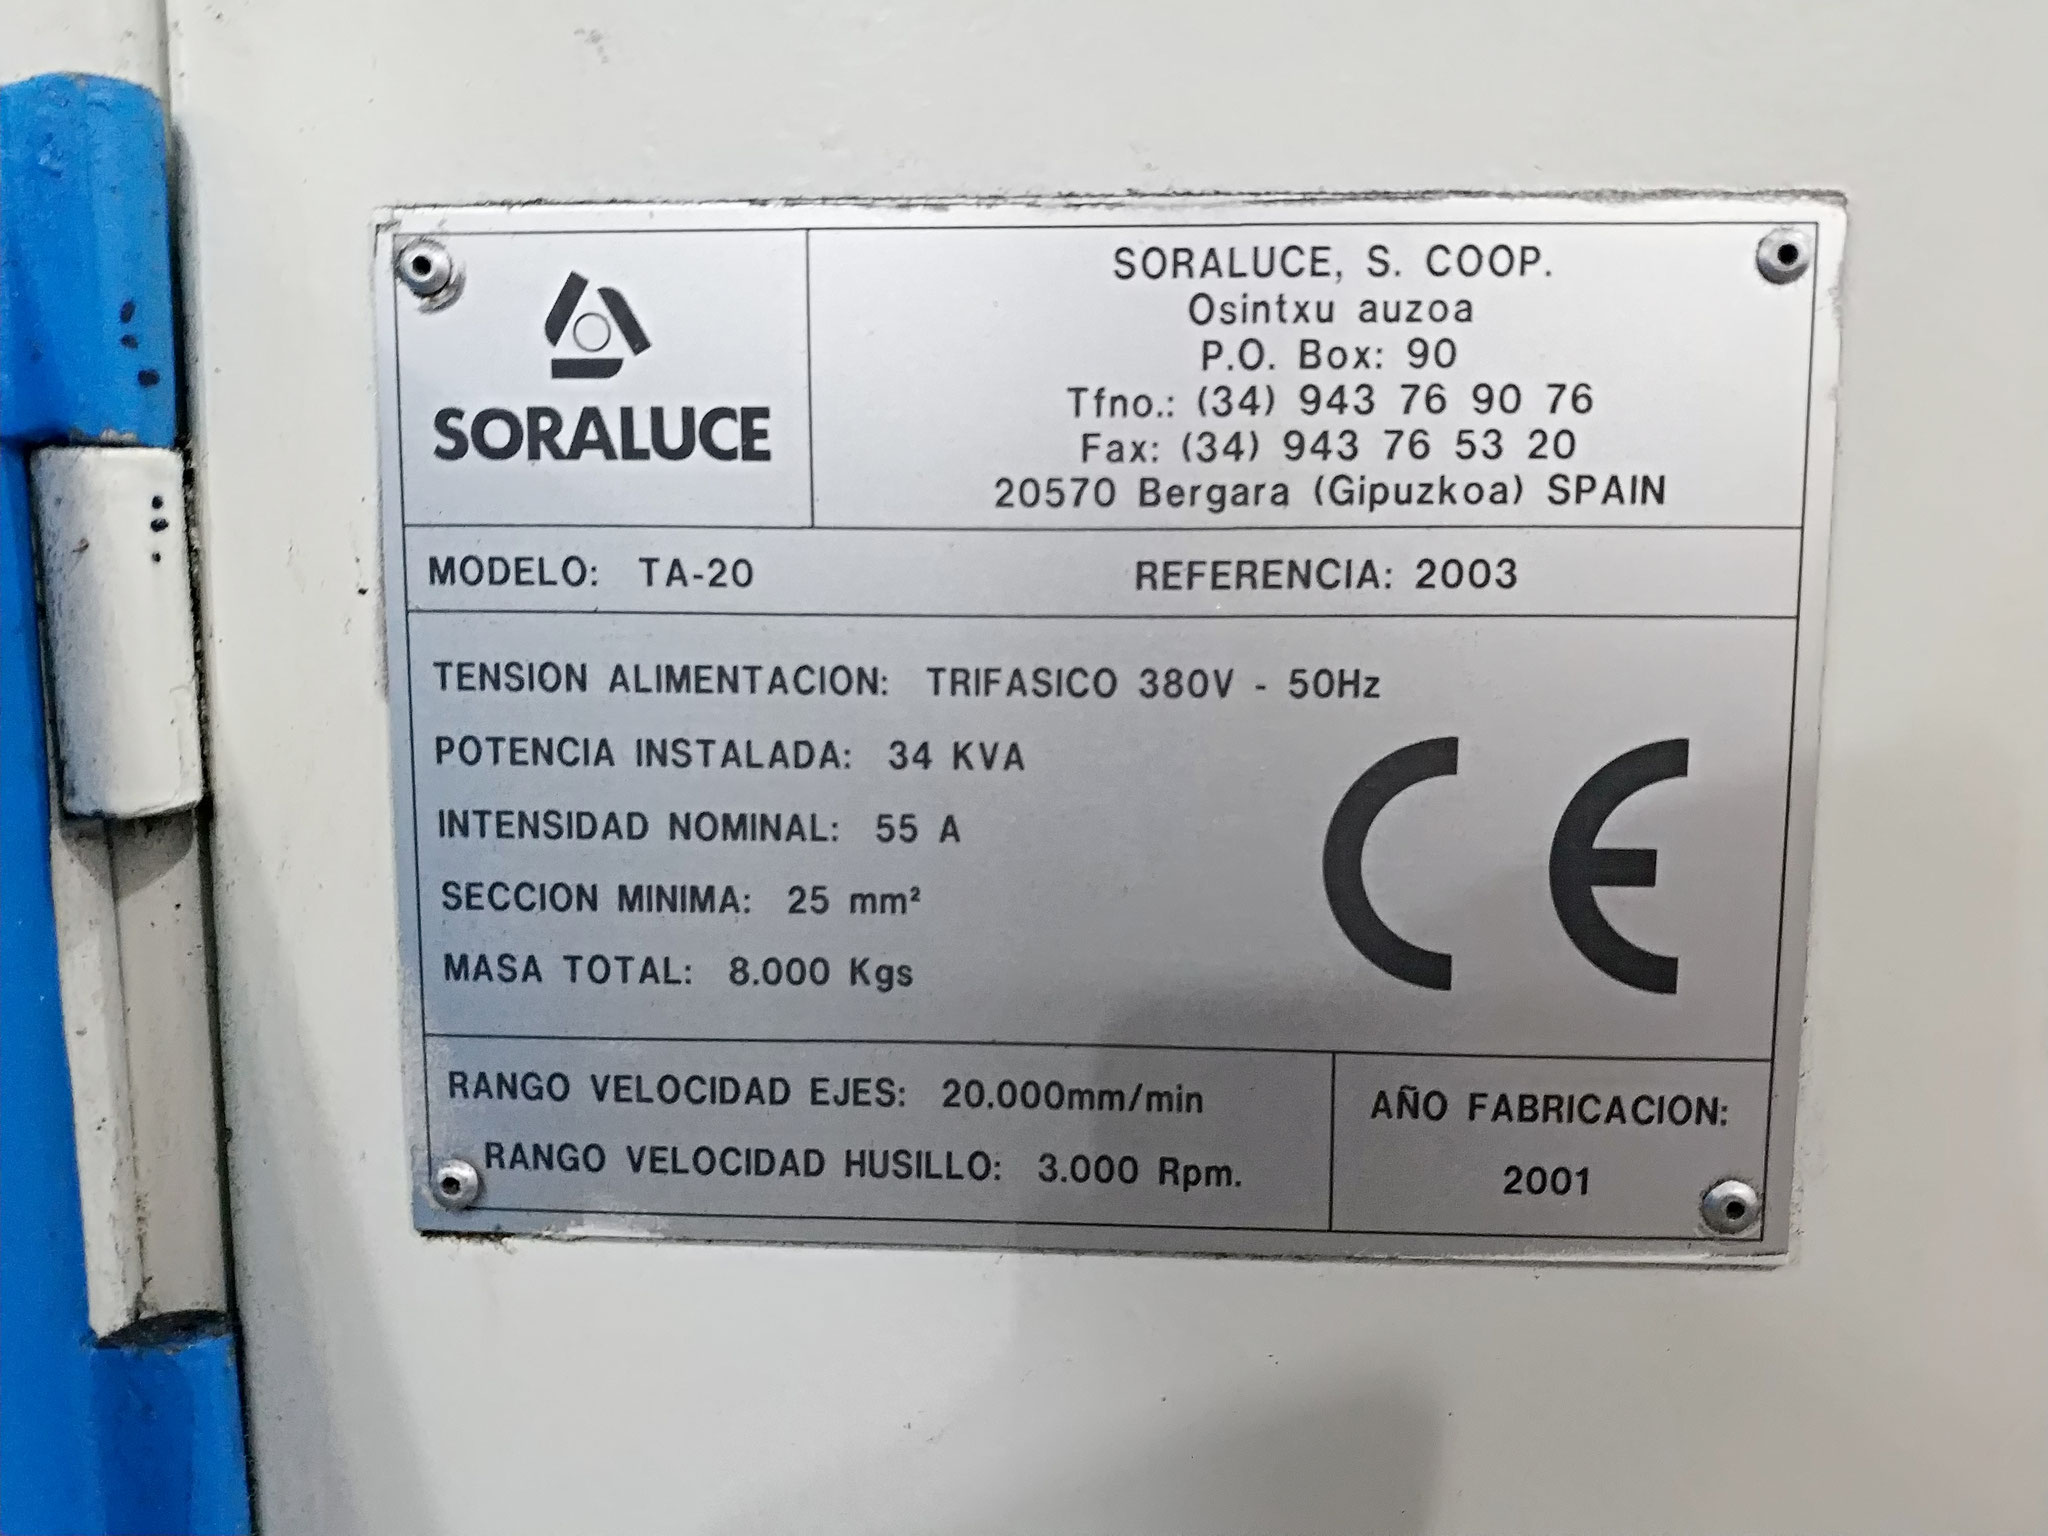 SORALUCE
SORALUCE, S. COOP.
Osintxu auzoa
P.O. Box: 90
Tfno.: (34) 943 76 90 76
Fax: (34) 943 76 53 20
20570 Bergara (Gipuzkoa) SPAIN
MODELO: TA-20 REFERENCIA: 2003
TENSION ALIMENTACION: TRIFASICO 380V - 50Hz
POTENCIA INSTALADA: 34 KVA
INTENSIDAD NOMINAL: 55 A
SECCION MINIMA: 25 mm²
MASA TOTAL: 8.000 Kgs
CE
RANGO VELOCIDAD EJES: 20.000mm/min
RANGO VELOCIDAD HUSILLO: 3.000 Rpm.
AÑO FABRICACION:
2001